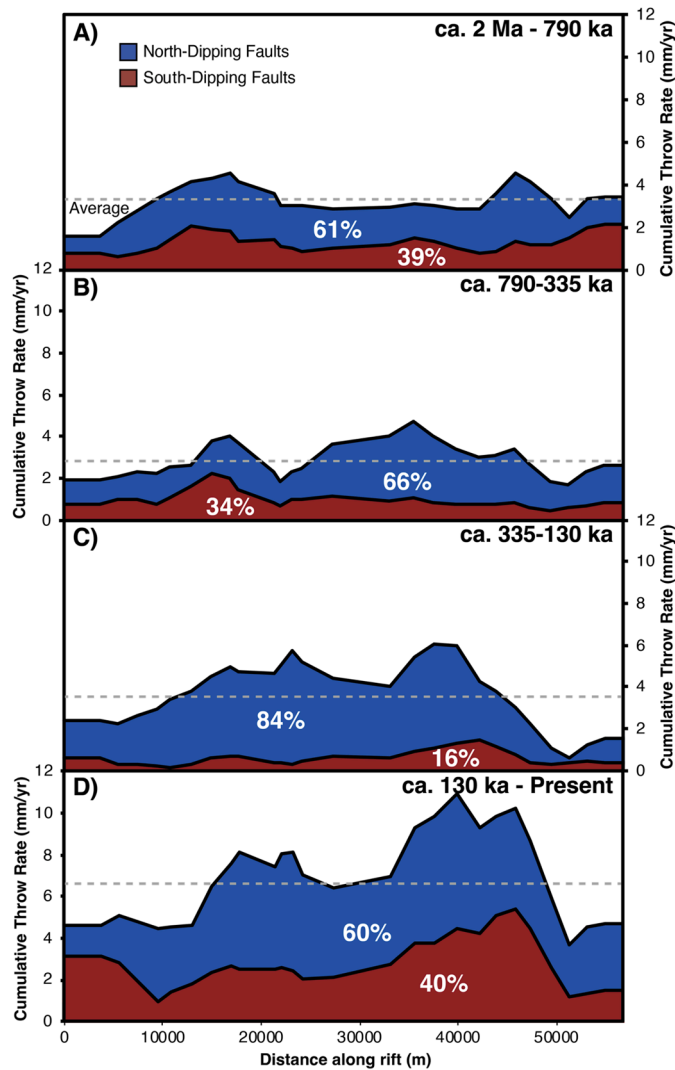 A)
ca. 2 Ma - 790 ka
North-Dipping Faults
South-Dipping Faults
Average
61%
39%
12
10
8
6
4
2
0
Cumulative Throw Rate (mm/yr)
B)
ca. 790-335 ka
66%
34%
12
10
8
6
4
2
0
Cumulative Throw Rate (mm/yr)
C)
ca. 335-130 ka
84%
16%
12
10
8
6
4
2
0
Cumulative Throw Rate (mm/yr)
D)
ca. 130 ka - Present
60%
40%
12
10
8
6
4
2
0
Cumulative Throw Rate (mm/yr)
0 10000 20000 30000 40000 50000
Distance along rift (m)